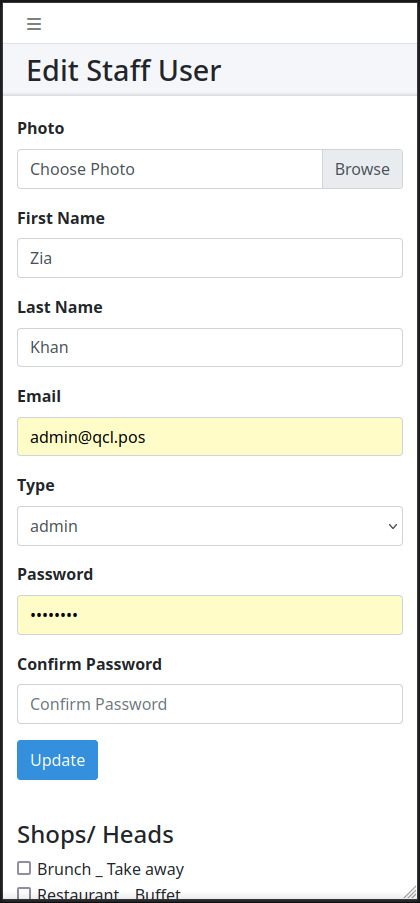 Edit Staff User
Photo
Choose Photo
Browse
First Name
Zia
Last Name
Khan
Email
admin@qcl.pos
Type
admin
Password
••••••••
Confirm Password
Confirm Password
Update
Shops/ Heads
Brunch _ Take away
Restaurant _ Buffet